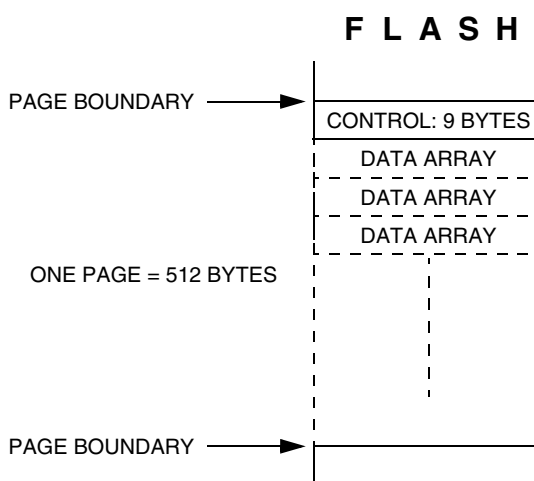 F L A S H
PAGE BOUNDARY
CONTROL: 9 BYTES
DATA ARRAY
DATA ARRAY
DATA ARRAY
ONE PAGE = 512 BYTES
PAGE BOUNDARY